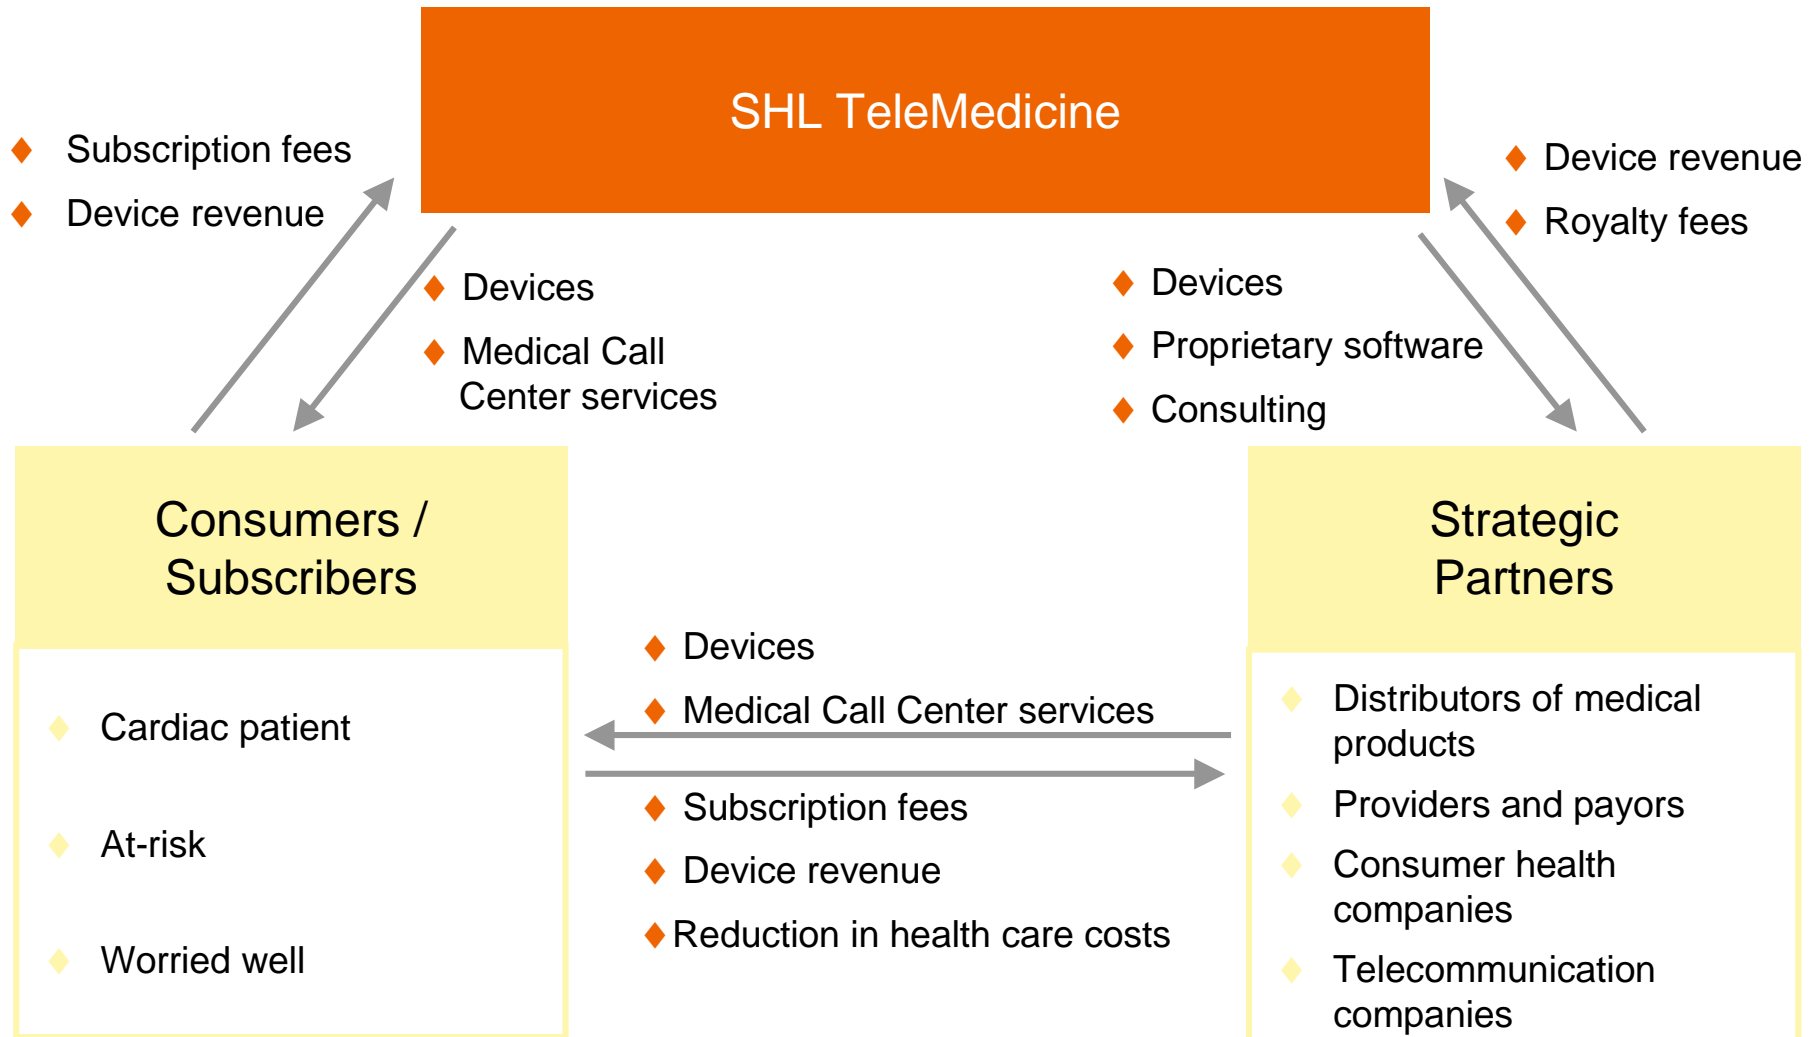 SHL TeleMedicine
Subscription fees
Device revenue
Device revenue
Royalty fees
Devices
Medical Call
Center services
Devices
Proprietary software
Consulting
Consumers /
Subscribers
Cardiac patient
At-risk
Worried well
Devices
Medical Call Center services
Subscription fees
Device revenue
Reduction in health care costs
Strategic
Partners
Distributors of medical
products
Providers and payors
Consumer health
companies
Telecommunication
companies